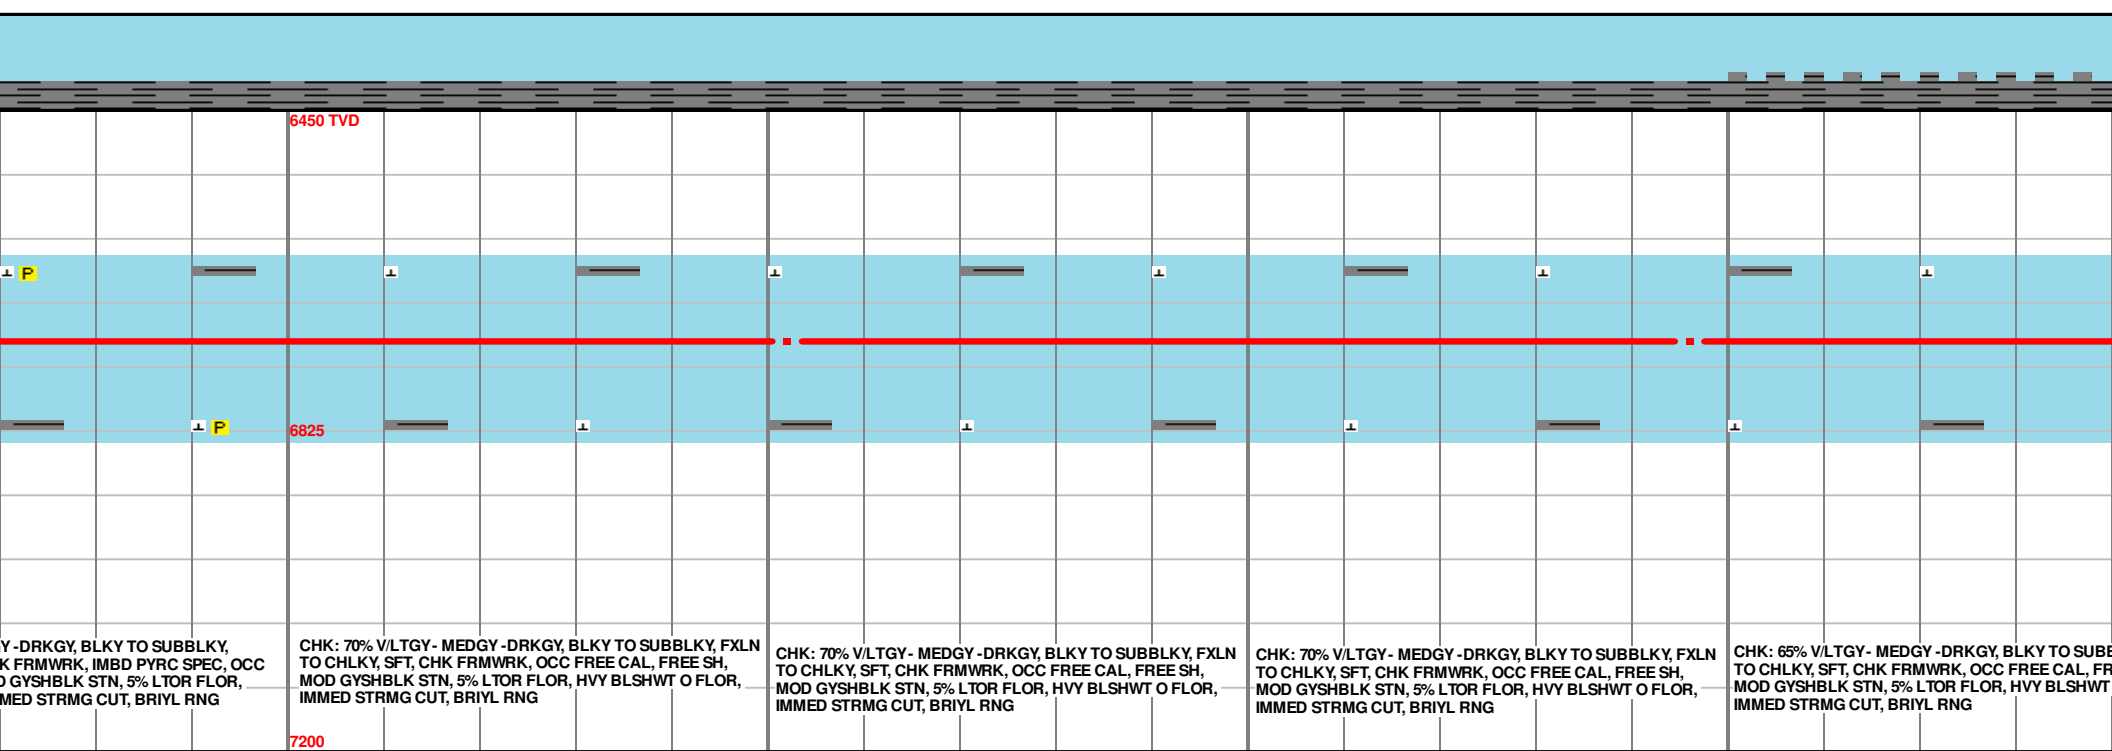 6450 TVD
P
P
6825
Y -DRKGY, BLKY TO SUBBLKY,
K FRMWRK, IMBD PYRC SPEC, OCC
GYSHBLK STN, 5% LTOR FLOR,
MED STRMG CUT, BRIYL RNG
CHK: 70% V/LTGY- MEDGY -DRKGY, BLKY TO SUBBLKY, FXLN
TO CHLKY, SFT, CHK FRMWRK, OCC FREE CAL, FREE SH,
MOD GYSHBLK STN, 5% LTOR FLOR, HVY BLSHWT O FLOR,
IMMED STRMG CUT, BRIYL RNG
CHK: 70% V/LTGY- MEDGY -DRKGY, BLKY TO SUBBLKY, FXLN
TO CHLKY, SFT, CHK FRMWRK, OCC FREE CAL, FREE SH,
MOD GYSHBLK STN, 5% LTOR FLOR, HVY BLSHWT O FLOR,
IMMED STRMG CUT, BRIYL RNG
CHK: 70% V/LTGY- MEDGY -DRKGY, BLKY TO SUBBLKY, FXLN
TO CHLKY, SFT, CHK FRMWRK, OCC FREE CAL, FREE SH,
MOD GYSHBLK STN, 5% LTOR FLOR, HVY BLSHWT O FLOR,
IMMED STRMG CUT, BRIYL RNG
CHK: 65% V/LTGY- MEDGY -DRKGY, BLKY TO SUBB
TO CHLKY, SFT, CHK FRMWRK, OCC FREE CAL, FR
MOD GYSHBLK STN, 5% LTOR FLOR, HVY BLSHWT
IMMED STRMG CUT, BRIYL RNG
7200